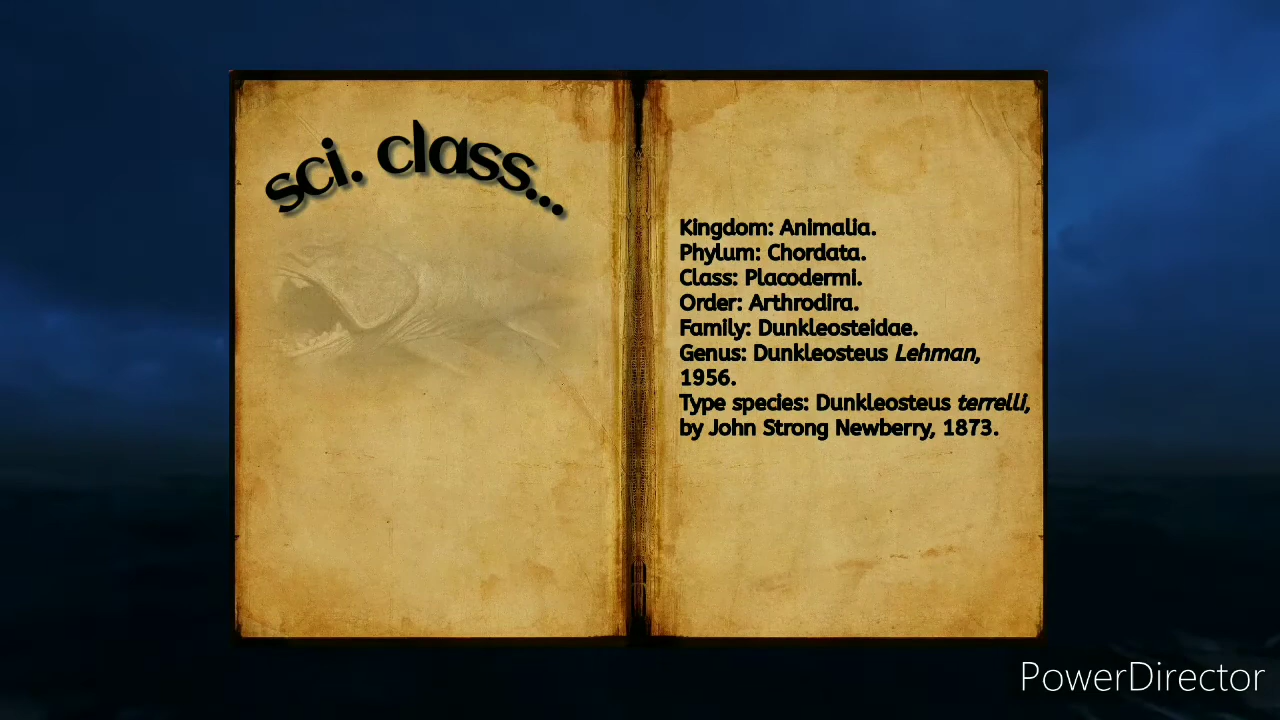 sci. class...
Kingdom: Animalia.
Phylum: Chordata.
Class: Placodermi.
Order: Arthrodira.
Family: Dunkleosteidae.
Genus: Dunkleosteus Lehman,
1956.
Type species: Dunkleosteus terrelli,
by John Strong Newberry, 1873.
PowerDirector